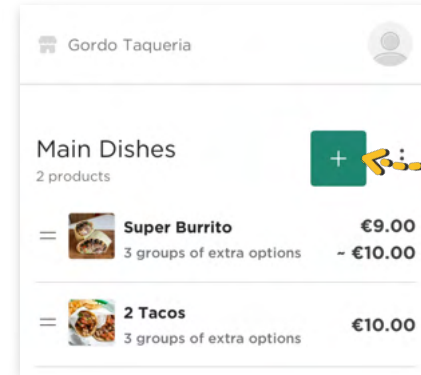 Gordo Taqueria
Main Dishes
2 products
+
Super Burrito
€9.00
3 groups of extra options
~ €10.00
2 Tacos
€10.00
3 groups of extra options